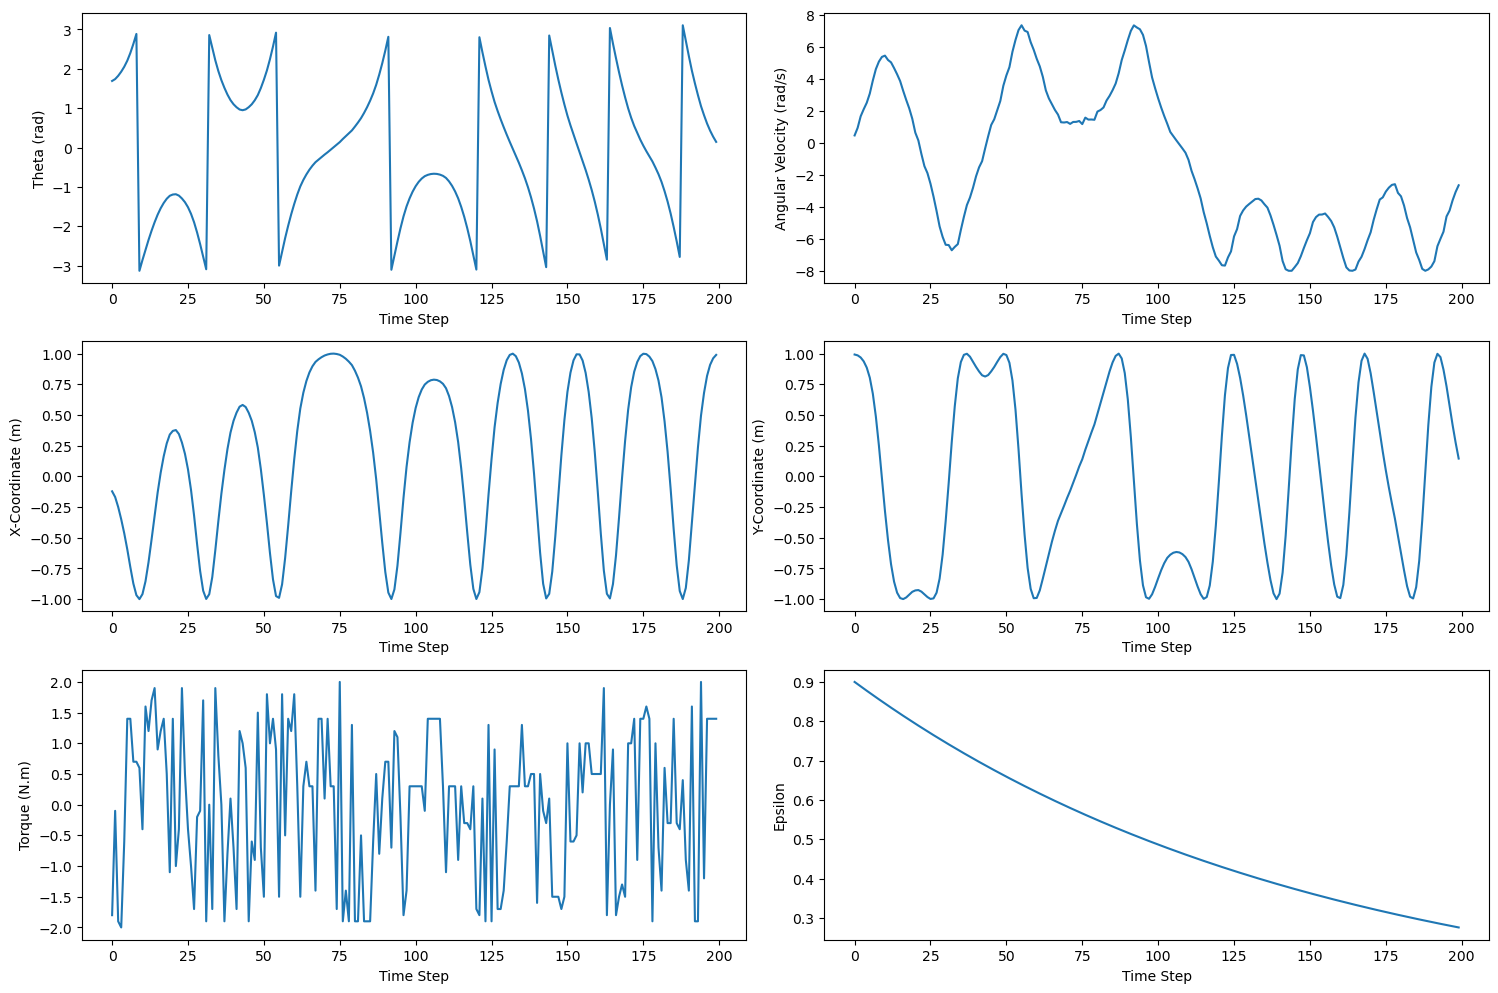 3
2
1
0
−1
−2
−3
Theta (rad)
0 25 50 75 100 125 150 175 200
Time Step
8
6
4
2
0
−2
−4
−6
−8
Angular Velocity (rad/s)
0 25 50 75 100 125 150 175 200
Time Step
1.00
0.75
0.50
0.25
0.00
−0.25
−0.50
−0.75
−1.00
X-Coordinate (m)
0 25 50 75 100 125 150 175 200
Time Step
1.00
0.75
0.50
0.25
0.00
−0.25
−0.50
−0.75
−1.00
Y-Coordinate (m)
0 25 50 75 100 125 150 175 200
Time Step
2.0
1.5
1.0
0.5
0.0
−0.5
−1.0
−1.5
−2.0
Torque (N.m)
0 25 50 75 100 125 150 175 200
Time Step
0.9
0.8
0.7
0.6
0.5
0.4
0.3
Epsilon
0 25 50 75 100 125 150 175 200
Time Step